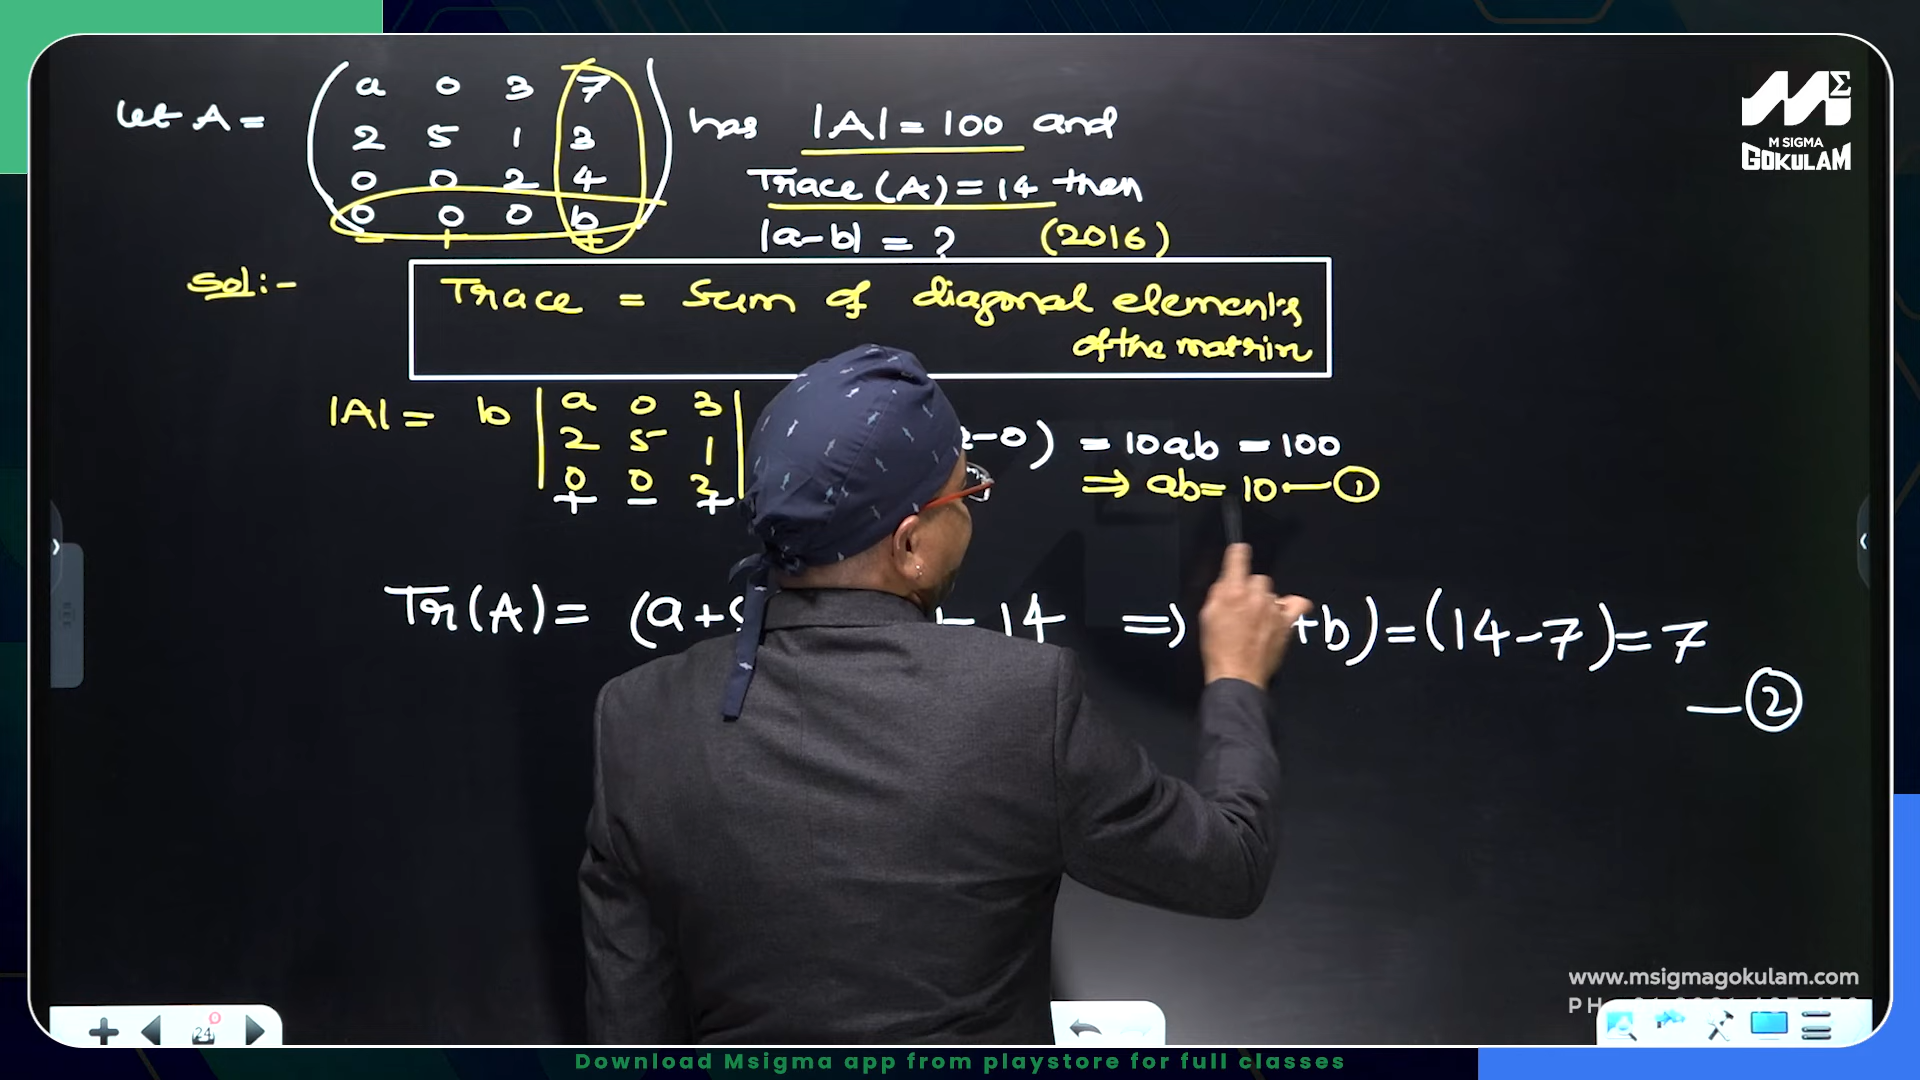 M Σ
M SIGMA
GOKULAM
let A = ( a 0 3 7 ) has |A| = 100 and
2 5 1 3
0 0 2 4 Trace (A) = 14 then
0 0 0 b |a-b| = ? (2016)
- + +
Sol:-
Trace = Sum of diagonal elements
of the matrix
|A| = b | a 0 3 |
2 5 1 -0) = 10ab = 100
0 0 2 ⇒ ab = 10 — ①
+ - +
Tr(A) = (a+ 14 ⇒ +b) = (14-7) = 7
— ②
www.msigmagokulam.com
PH
24
Download Msigma app from playstore for full classes